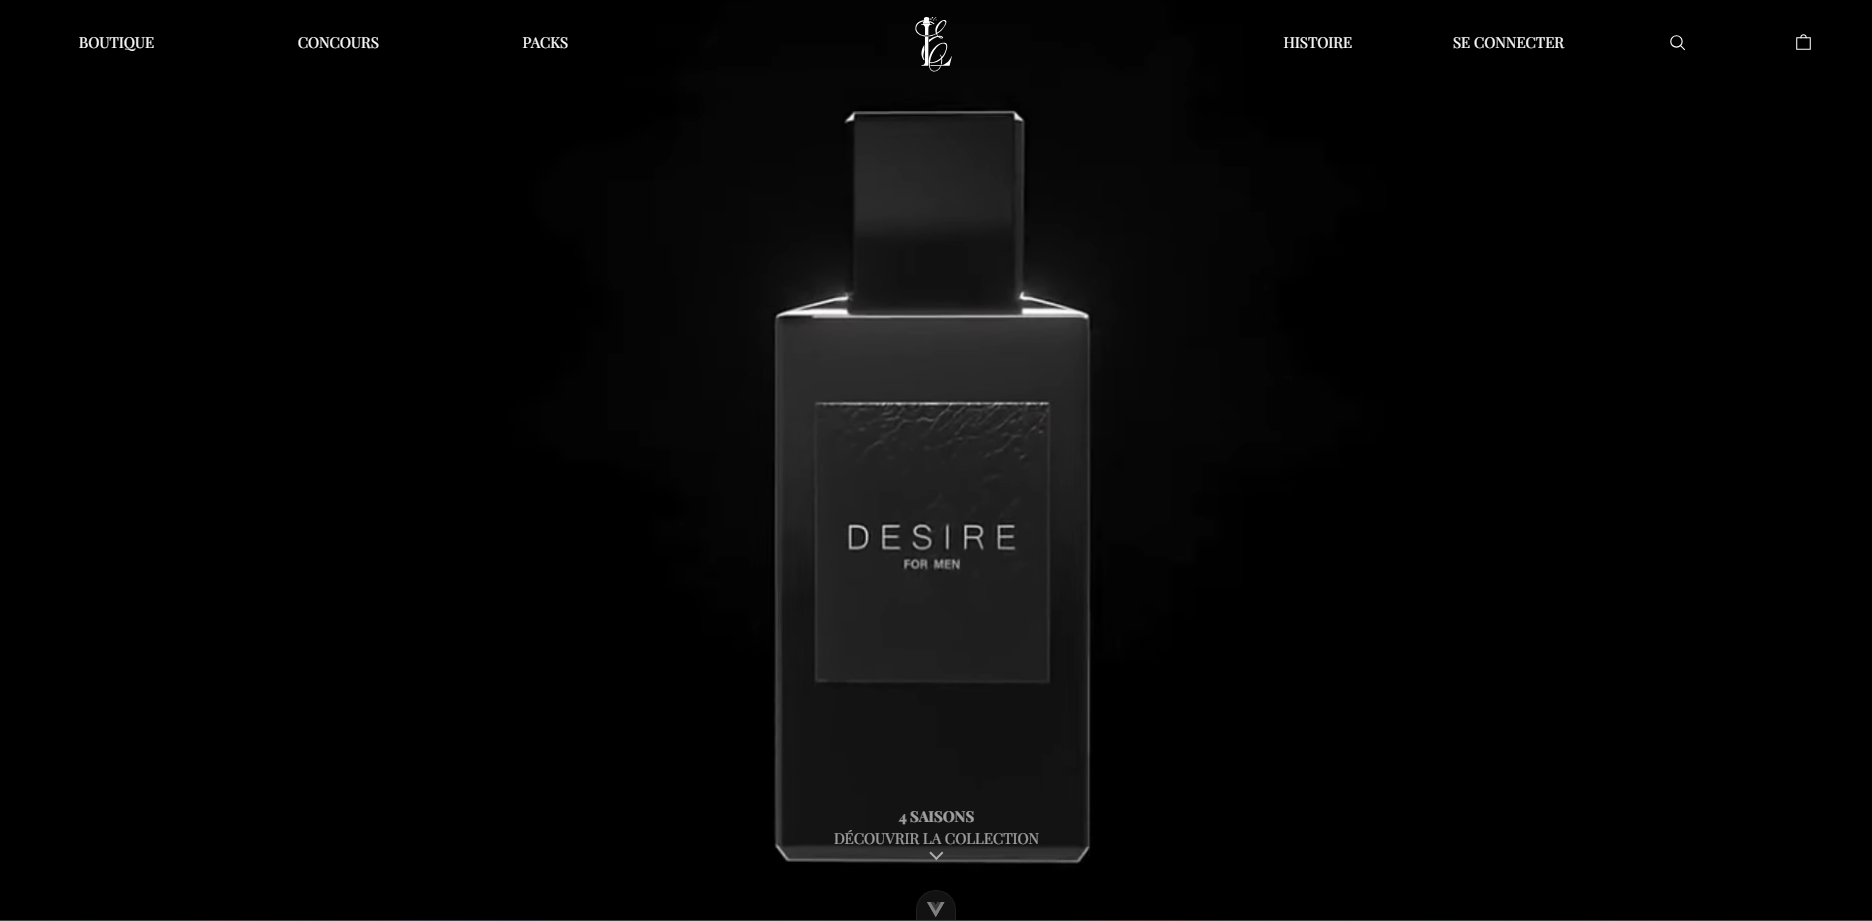 BOUTIQUE CONCOURS PACKS HISTOIRE SE CONNECTER
DESIRE
FOR MEN
4 SAISONS
DÉCOUVRIR LA COLLECTION